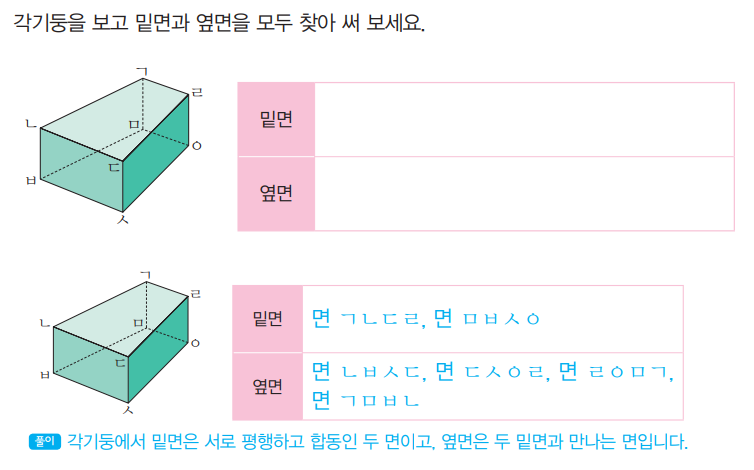 각기둥을 보고 밑면과 옆면을 모두 찾아 써 보세요.
ㄱ
ㄹ
ㄴ
ㅁ
ㅇ
ㄷ
ㅂ
ㅅ
밑면
옆면
ㄱ
ㄹ
ㄴ
ㅁ
ㅇ
ㄷ
ㅂ
ㅅ
밑면
면 ㄱㄴㄷㄹ, 면 ㅁㅂㅅㅇ
옆면
면 ㄴㅂㅅㄷ, 면 ㄷㅅㅇㄹ, 면 ㄹㅇㅁㄱ,
면 ㄱㅁㅂㄴ
풀이 각기둥에서 밑면은 서로 평행하고 합동인 두 면이고, 옆면은 두 밑면과 만나는 면입니다.